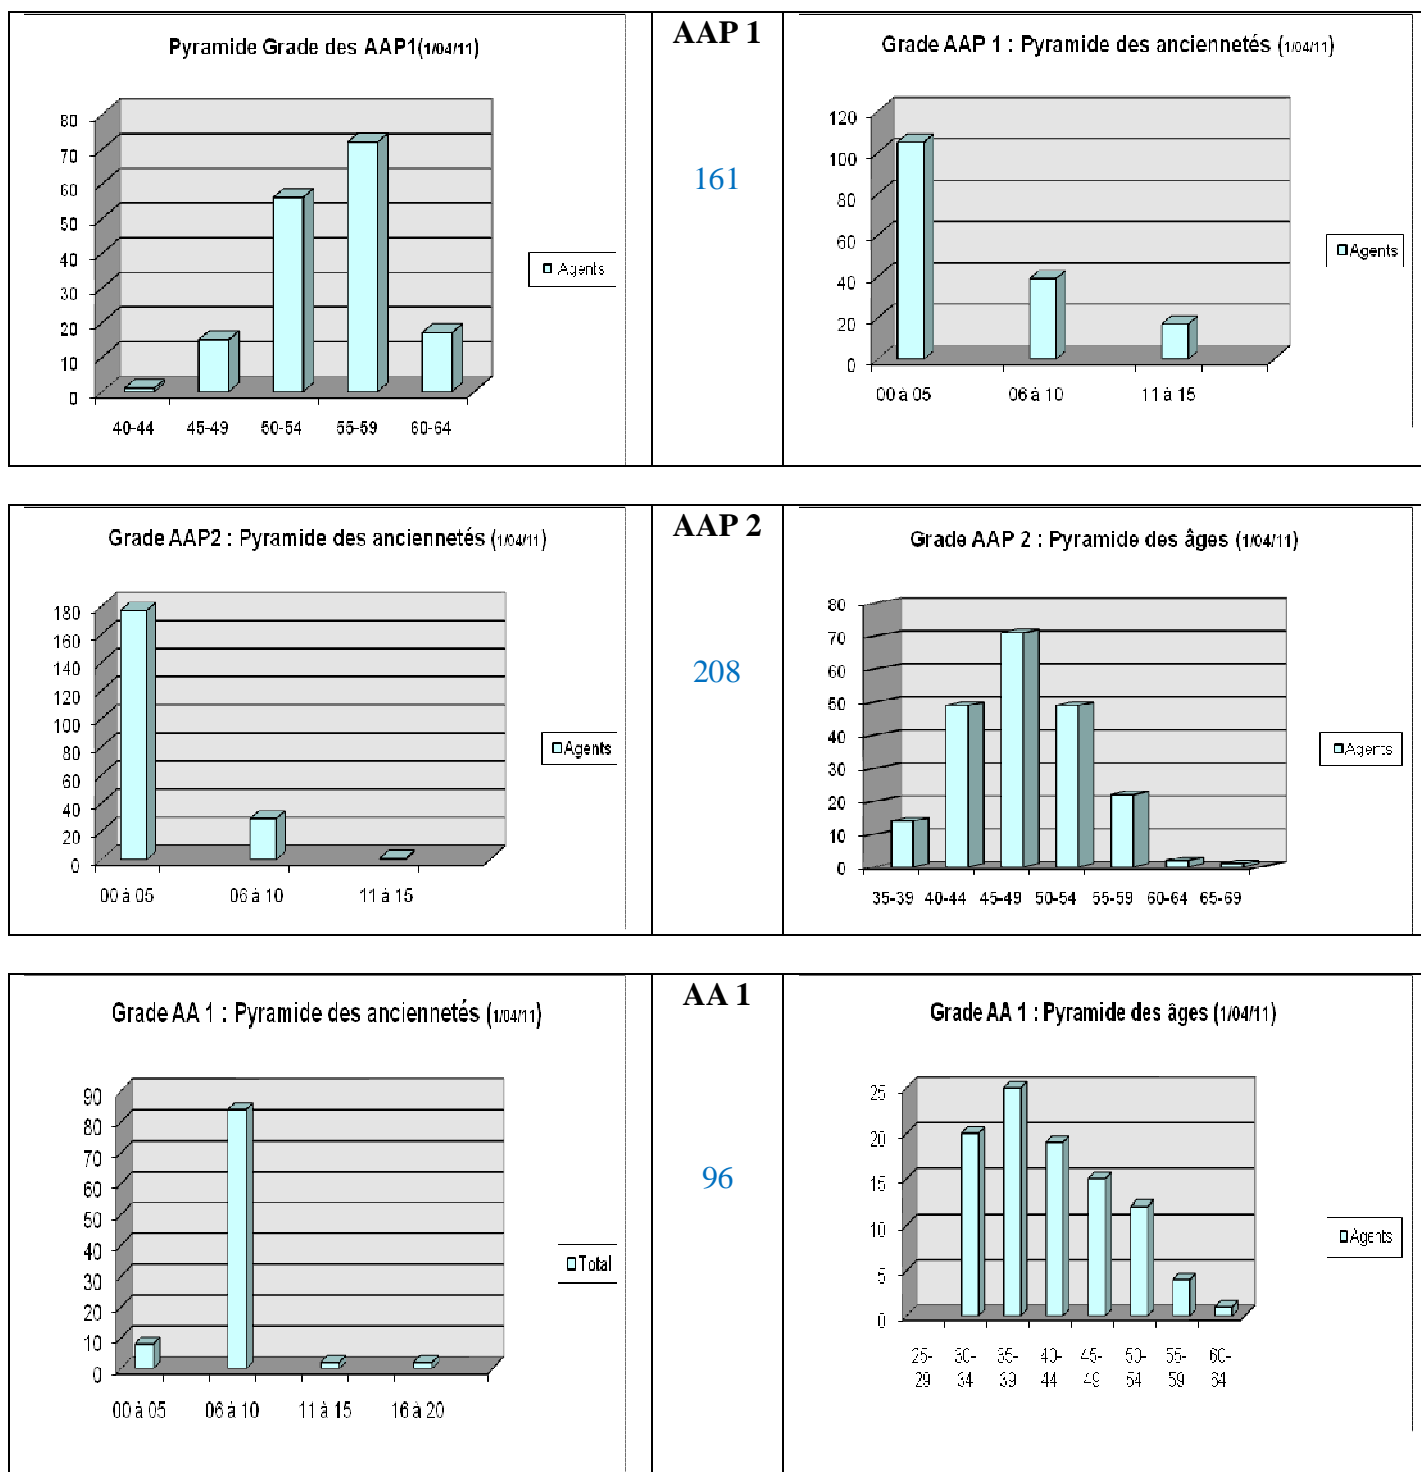 Pyramide Grade des AAP1(1/04/11)
80
70
60
50
40
30
20
10
0
40-44 45-49 50-54 55-59 60-64
Agents
AAP 1
161
Grade AAP 1 : Pyramide des anciennetés (1/04/11)
120
100
80
60
40
20
0
00 à 05 06 à 10 11 à 15
Agents
Grade AAP2 : Pyramide des anciennetés (1/04/11)
180
160
140
120
100
80
60
40
20
0
00 à 05 06 à 10 11 à 15
Agents
AAP 2
208
Grade AAP 2 : Pyramide des âges (1/04/11)
80
70
60
50
40
30
20
10
0
35-39 40-44 45-49 50-54 55-59 60-64 65-69
Agents
Grade AA 1 : Pyramide des anciennetés (1/04/11)
90
80
70
60
50
40
30
20
10
0
00 à 05 06 à 10 11 à 15 16 à 20
Total
AA 1
96
Grade AA 1 : Pyramide des âges (1/04/11)
25
20
15
10
5
0
25- 30- 35- 40- 45- 50- 55- 60-
29 34 39 44 49 54 59 64
Agents